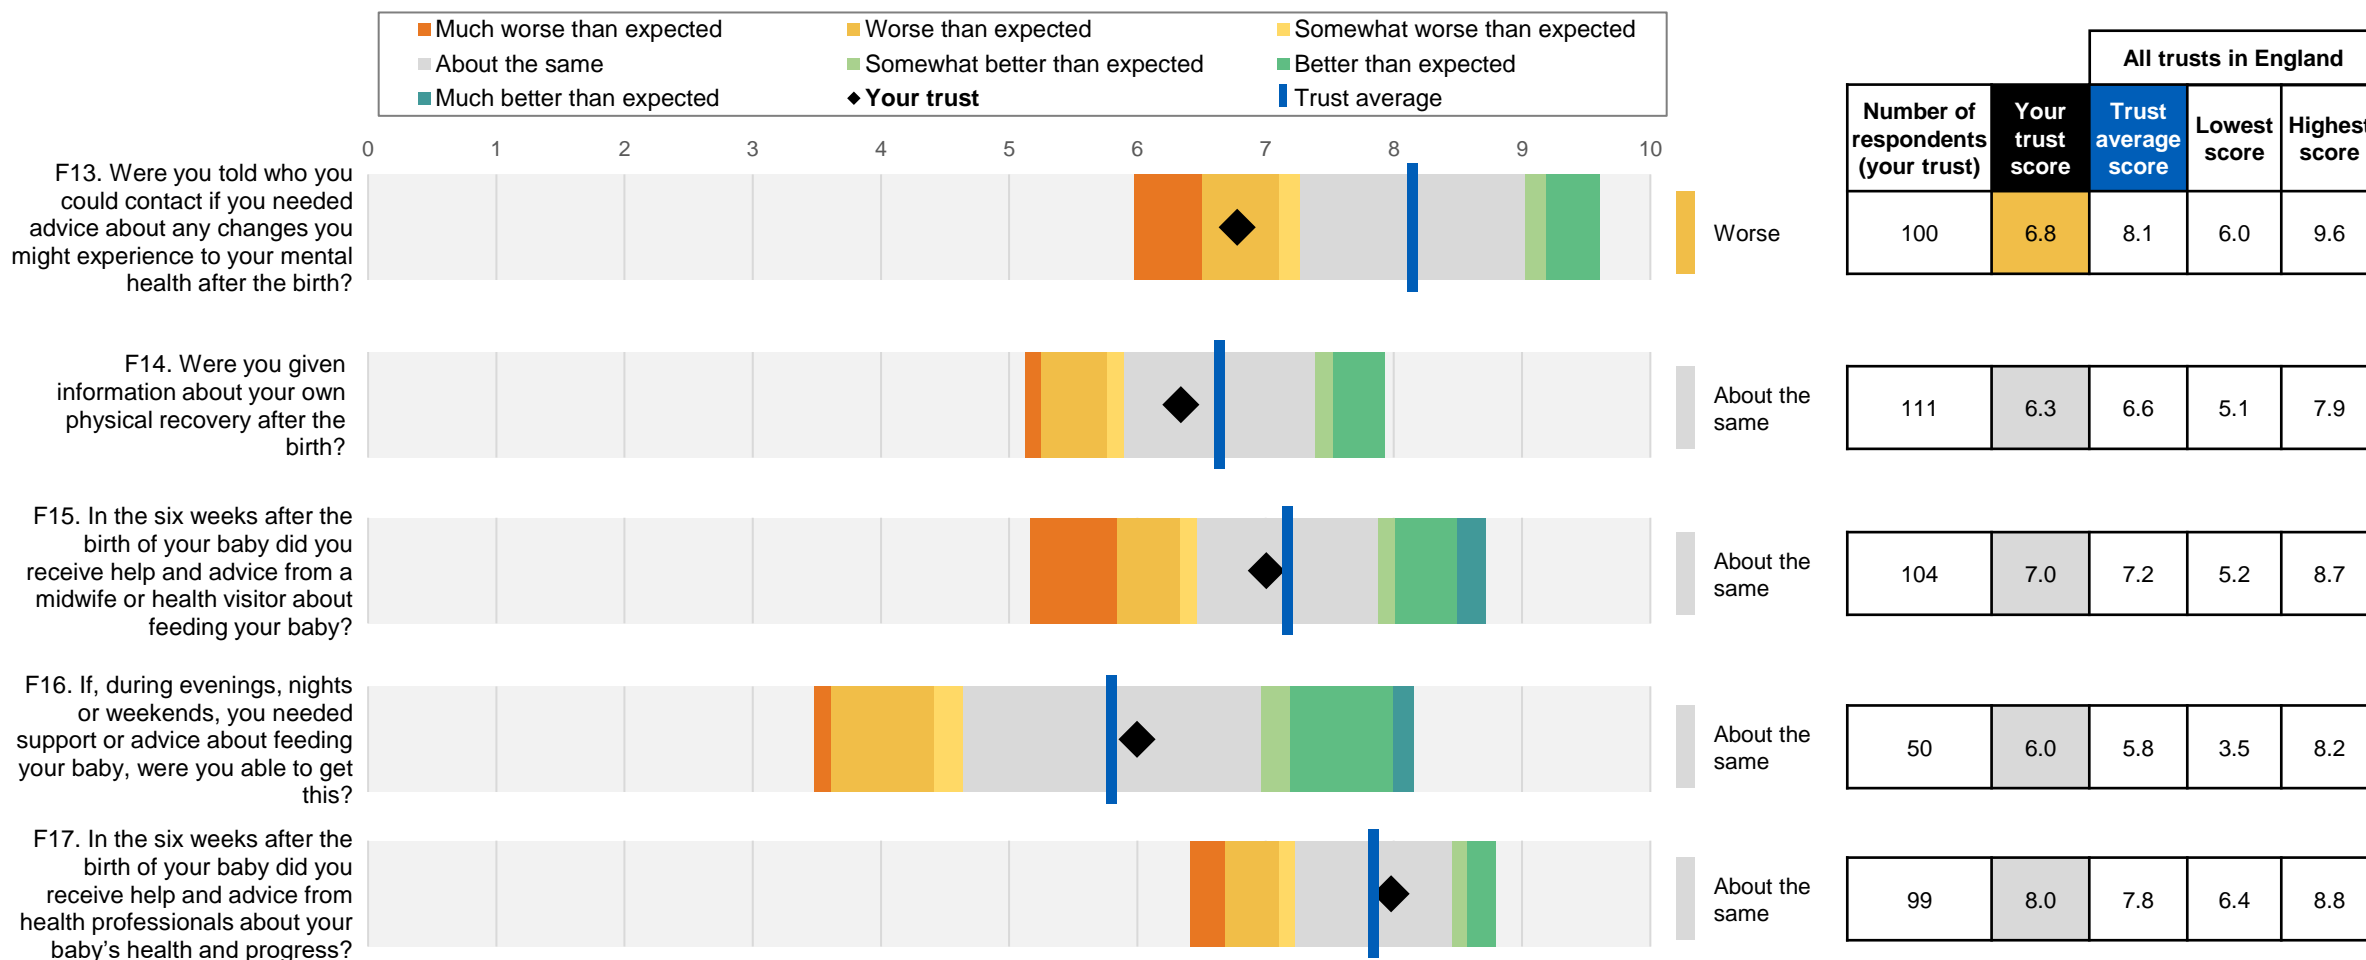 Much worse than expected
Worse than expected
Somewhat worse than expected
About the same
Somewhat better than expected
Better than expected
Much better than expected
Your trust
Trust average
All trusts in England
Number of
respondents
(your trust)
Your
trust
score
Trust
average
score
Lowest
score
Highest
score
0 1 2 3 4 5 6 7 8 9 10
F13. Were you told who you
could contact if you needed
advice about any changes you
might experience to your mental
health after the birth?
Worse
100 6.8 8.1 6.0 9.6
F14. Were you given
information about your own
physical recovery after the
birth?
About the
same
111 6.3 6.6 5.1 7.9
F15. In the six weeks after the
birth of your baby did you
receive help and advice from a
midwife or health visitor about
feeding your baby?
About the
same
104 7.0 7.2 5.2 8.7
F16. If, during evenings, nights
or weekends, you needed
support or advice about feeding
your baby, were you able to get
this?
About the
same
50 6.0 5.8 3.5 8.2
F17. In the six weeks after the
birth of your baby did you
receive help and advice from
health professionals about your
baby’s health and progress?
About the
same
99 8.0 7.8 6.4 8.8